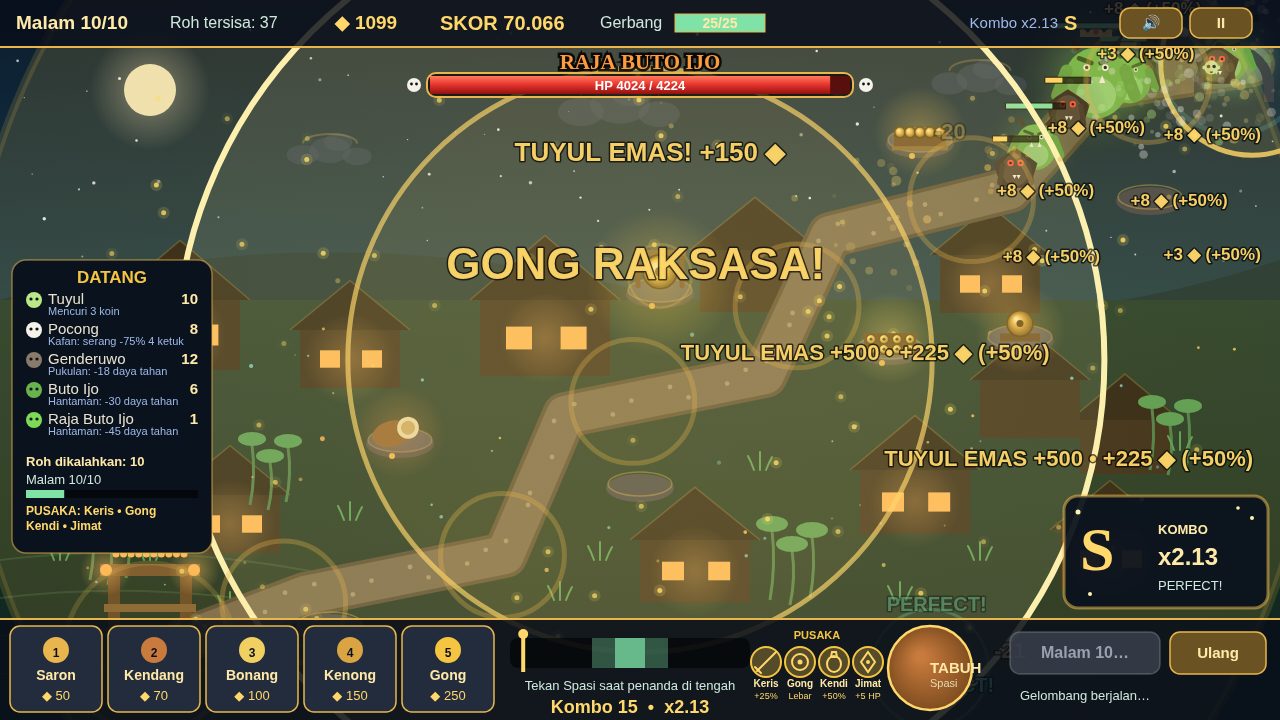 Malam 10/10
Roh tersisa: 37
◆ 1099
SKOR 70.066
Gerbang
25/25
Kombo x2.13 S
RAJA BUTO IJO
HP 4024 / 4224
+3 ◆ (+50%)
+8 ◆ (+50%)
+8 ◆ (+50%)
+8 ◆ (+50%)
+8 ◆ (+50%)
+8 ◆ (+50%)
+3 ◆ (+50%)
TUYUL EMAS! +150 ◆
GONG RAKSASA!
TUYUL EMAS +500 • +225 ◆ (+50%)
TUYUL EMAS +500 • +225 ◆ (+50%)
DATANG
Tuyul 10
Mencuri 3 koin
Pocong 8
Kafan: serang -75% 4 ketuk
Genderuwo 12
Pukulan: -18 daya tahan
Buto Ijo 6
Hantaman: -30 daya tahan
Raja Buto Ijo 1
Hantaman: -45 daya tahan
Roh dikalahkan: 10
Malam 10/10
PUSAKA: Keris • Gong
Kendi • Jimat
S
KOMBO
x2.13
PERFECT!
PERFECT!
1
Saron
◆ 50
2
Kendang
◆ 70
3
Bonang
◆ 100
4
Kenong
◆ 150
5
Gong
◆ 250
Tekan Spasi saat penanda di tengah
Kombo 15 • x2.13
PUSAKA
Keris
+25%
Gong
Lebar
Kendi
+50%
Jimat
+5 HP
TABUH
Spasi
Malam 10…
Ulang
Gelombang berjalan…